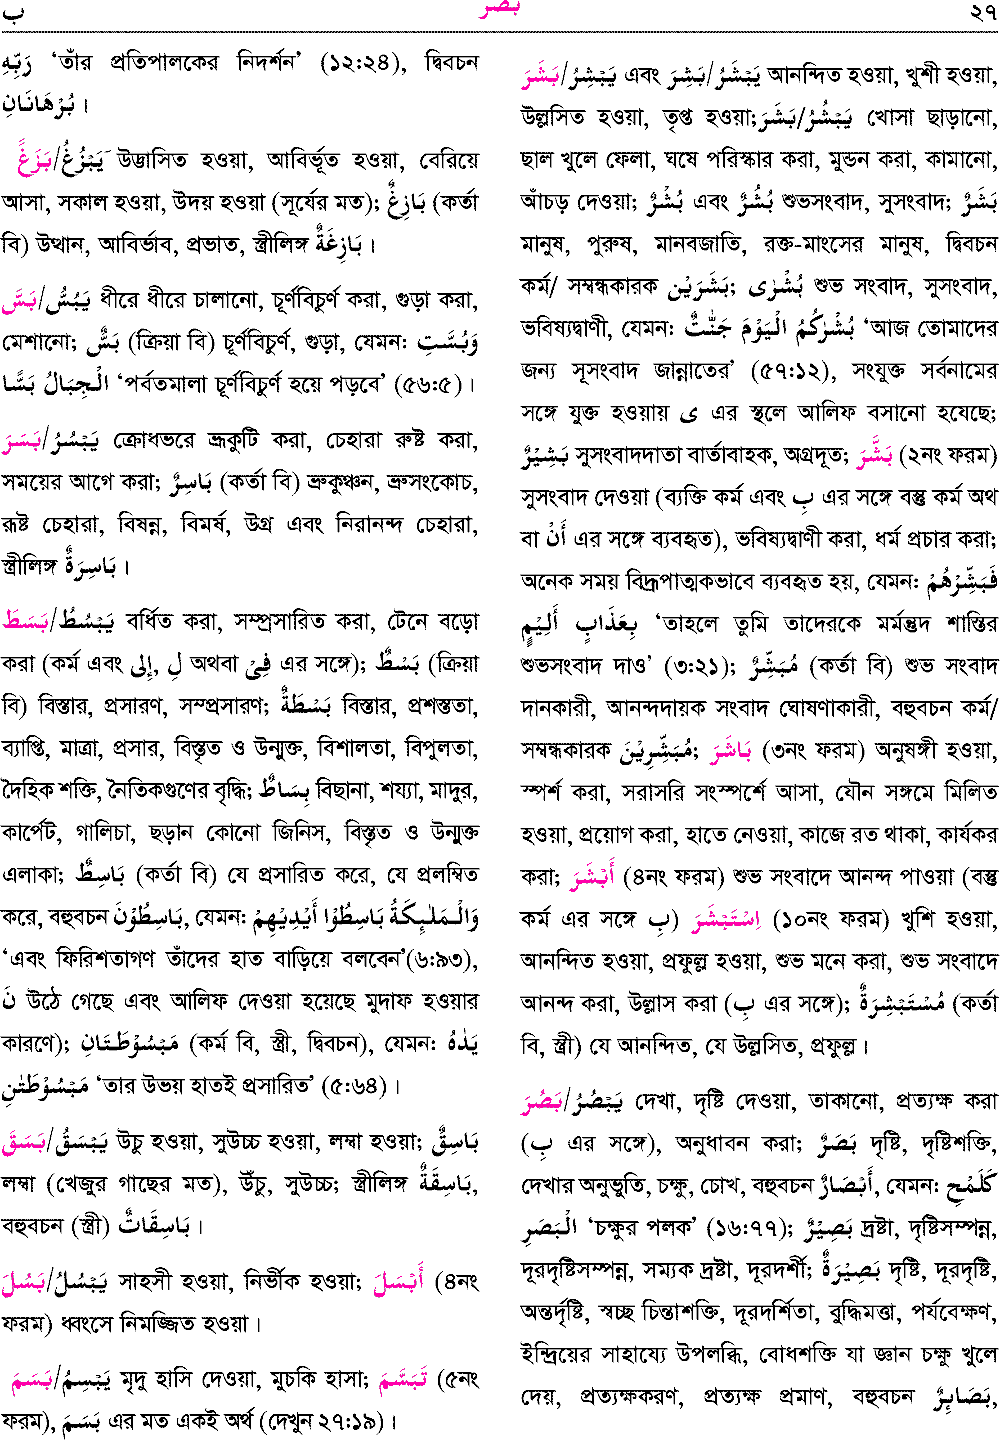 ب بَصُرَ ২৭
رَبِّهِ ‘তাঁর প্রতিপালকের নিদর্শন’ (১২:২৪), দ্বিবচন
بُرْهَانَانِ ।
بَزَغَ/يَبْزُغُ উদ্ভাসিত হওয়া, আবির্ভূত হওয়া, বেরিয়ে
আসা, সকাল হওয়া, উদয় হওয়া (সূর্যের মত); بَازِغٌ (কর্তা
বি) উত্থান, আবির্ভাব, প্রভাত, স্ত্রীলিঙ্গ بَازِغَةٌ ।
بَسَّ/يَبُسُّ ধীরে ধীরে চালানো, চূর্ণবিচূর্ণ করা, গুড়া করা,
মেশানো; بَسٌّ (ক্রিয়া বি) চূর্ণবিচূর্ণ, গুড়া, যেমন: وَبُسَّتِ
الْجِبَالُ بَسًّا ‘পর্বতমালা চূর্ণবিচূর্ণ হয়ে পড়বে’ (৫৬:৫)।
بَسَرَ/يَبْسُرُ ক্রোধভরে ভ্রূকুটি করা, চেহারা রুষ্ট করা,
সময়ের আগে করা; بَاسِرٌ (কর্তা বি) ভ্রুকুঞ্চন, ভ্রুসংকোচ,
রূষ্ট চেহারা, বিষন্ন, বিমর্ষ, উগ্র এবং নিরানন্দ চেহারা,
স্ত্রীলিঙ্গ بَاسِرَةٌ ।
بَسَطَ/يَبْسُطُ বর্ধিত করা, সম্প্রসারিত করা, টেনে বড়ো
করা (কর্ম এবং إِلى, لِ অথবা فِىْ এর সঙ্গে); بَسْطٌ (ক্রিয়া
বি) বিস্তার, প্রসারণ, সম্প্রসারণ; بَسْطَةٌ বিস্তার, প্রশস্ততা,
ব্যাপ্তি, মাত্রা, প্রসার, বিস্তৃত ও উন্মুক্ত, বিশালতা, বিপুলতা,
দৈহিক শক্তি, নৈতিকগুণের বৃদ্ধি; بِسَاطٌ বিছানা, শয্যা, মাদুর,
কার্পেট, গালিচা, ছড়ান কোনো জিনিস, বিস্তৃত ও উন্মুক্ত
এলাকা; بَاسِطٌ (কর্তা বি) যে প্রসারিত করে, যে প্রলম্বিত
করে, বহুবচন بَاسِطُوْنَ, যেমন: وَالْمَلٰٓئِكَةُ بَاسِطُوْا أَيْدِيْهِمْ
‘এবং ফিরিশতাগণ তাঁদের হাত বাড়িয়ে বলবেন’(৬:৯৩),
نَ উঠে গেছে এবং আলিফ দেওয়া হয়েছে মুদাফ হওয়ার
কারণে); مَبْسُوْطَتَانِ (কর্ম বি, স্ত্রী, দ্বিবচন), যেমন: يَدٰهُ
مَبْسُوْطَتٰنِ ‘তার উভয় হাতই প্রসারিত’ (৫:৬৪)।
بَسَقَ/يَبْسَقُ উচু হওয়া, সুউচ্চ হওয়া, লম্বা হওয়া; بَاسِقٌ
লম্বা (খেজুর গাছের মত), উঁচু, সুউচ্চ; স্ত্রীলিঙ্গ بَاسِقَةٌ,
বহুবচন (স্ত্রী) بَاسِقَاتٌ ।
بَسُلَ/يَبْسُلُ সাহসী হওয়া, নির্ভীক হওয়া; أَبْسَلَ (৪নং
ফরম) ধ্বংসে নিমজ্জিত হওয়া।
بَسَمَ/يَبْسِمُ মৃদু হাসি দেওয়া, মুচকি হাসা; تَبَسَّمَ (৫নং
ফরম), بَسَمَ এর মত একই অর্থ (দেখুন ২৭:১৯)।
بَشَرَ/يَبْشِرُ এবং بَشِرَ/يَبْشَرُ আনন্দিত হওয়া, খুশী হওয়া,
উল্লসিত হওয়া, তৃপ্ত হওয়া;بَشَرَ/يَبْشُرُ খোসা ছাড়ানো,
ছাল খুলে ফেলা, ঘষে পরিস্কার করা, মুন্ডন করা, কামানো,
আঁচড় দেওয়া; بُشْرٌ এবং بُشُرٌ শুভসংবাদ, সুসংবাদ; بَشَرٌ
মানুষ, পুরুষ, মানবজাতি, রক্ত-মাংসের মানুষ, দ্বিবচন
কর্ম/ সম্বন্ধকারক بَشَرَيْنِ; بُشْرٰى শুভ সংবাদ, সুসংবাদ,
ভবিষ্যদ্বাণী, যেমন: بُشْرٰكُمُ الْيَوْمَ جَنّٰتٌ ‘আজ তোমাদের
জন্য সূসংবাদ জান্নাতের’ (৫৭:১২), সংযুক্ত সর্বনামের
সঙ্গে যুক্ত হওয়ায় ى এর স্থলে আলিফ বসানো হযেছে;
بَشِيْرٌ সুসংবাদদাতা বার্তাবাহক, অগ্রদূত; بَشَّرَ (২নং ফরম)
সুসংবাদ দেওয়া (ব্যক্তি কর্ম এবং بِ এর সঙ্গে বস্তু কর্ম অথ
বা أَنْ এর সঙ্গে ব্যবহৃত), ভবিষ্যদ্বাণী করা, ধর্ম প্রচার করা;
অনেক সময় বিদ্রূপাত্মকভাবে ব্যবহৃত হয়, যেমন: فَبَشِّرْهُمْ
بِعَذَابٍ أَلِيْمٍ ‘তাহলে তুমি তাদেরকে মর্মন্তুদ শাস্তির
শুভসংবাদ দাও’ (৩:২১); مُبَشِّرٌ (কর্তা বি) শুভ সংবাদ
দানকারী, আনন্দদায়ক সংবাদ ঘোষণাকারী, বহুবচন কর্ম/
সম্বন্ধকারক مُبَشِّرِيْنَ; بَاشَرَ (৩নং ফরম) অনুষঙ্গী হওয়া,
স্পর্শ করা, সরাসরি সংস্পর্শে আসা, যৌন সঙ্গমে মিলিত
হওয়া, প্রয়োগ করা, হাতে নেওয়া, কাজে রত থাকা, কার্যকর
করা; أَبْشَرَ (৪নং ফরম) শুভ সংবাদে আনন্দ পাওয়া (বস্তু
কর্ম এর সঙ্গে بِ) اِسْتَبْشَرَ (১০নং ফরম) খুশি হওয়া,
আনন্দিত হওয়া, প্রফুল্ল হওয়া, শুভ মনে করা, শুভ সংবাদে
আনন্দ করা, উল্লাস করা (بِ এর সঙ্গে); مُسْتَبْشِرَةٌ (কর্তা
বি, স্ত্রী) যে আনন্দিত, যে উল্লসিত, প্রফুল্ল।
بَصُرَ/يَبْصُرُ দেখা, দৃষ্টি দেওয়া, তাকানো, প্রত্যক্ষ করা
(بِ এর সঙ্গে), অনুধাবন করা; بَصَرٌ দৃষ্টি, দৃষ্টিশক্তি,
দেখার অনুভুতি, চক্ষু, চোখ, বহুবচন أَبْصَارٌ, যেমন: كَلَمْحِ
الْبَصَرِ ‘চক্ষুর পলক’ (১৬:৭৭); بَصِيْرٌ দ্রষ্টা, দৃষ্টিসম্পন্ন,
দূরদৃষ্টিসম্পন্ন, সম্যক দ্রষ্টা, দূরদর্শী; بَصِيْرَةٌ দৃষ্টি, দূরদৃষ্টি,
অন্তর্দৃষ্টি, স্বচ্ছ চিন্তাশক্তি, দূরদর্শিতা, বুদ্ধিমত্তা, পর্যবেক্ষণ,
ইন্দ্রিয়ের সাহায্যে উপলব্ধি, বোধশক্তি যা জ্ঞান চক্ষু খুলে
দেয়, প্রত্যক্ষকরণ, প্রত্যক্ষ প্রমাণ, বহুবচন بَصَائِرُ,